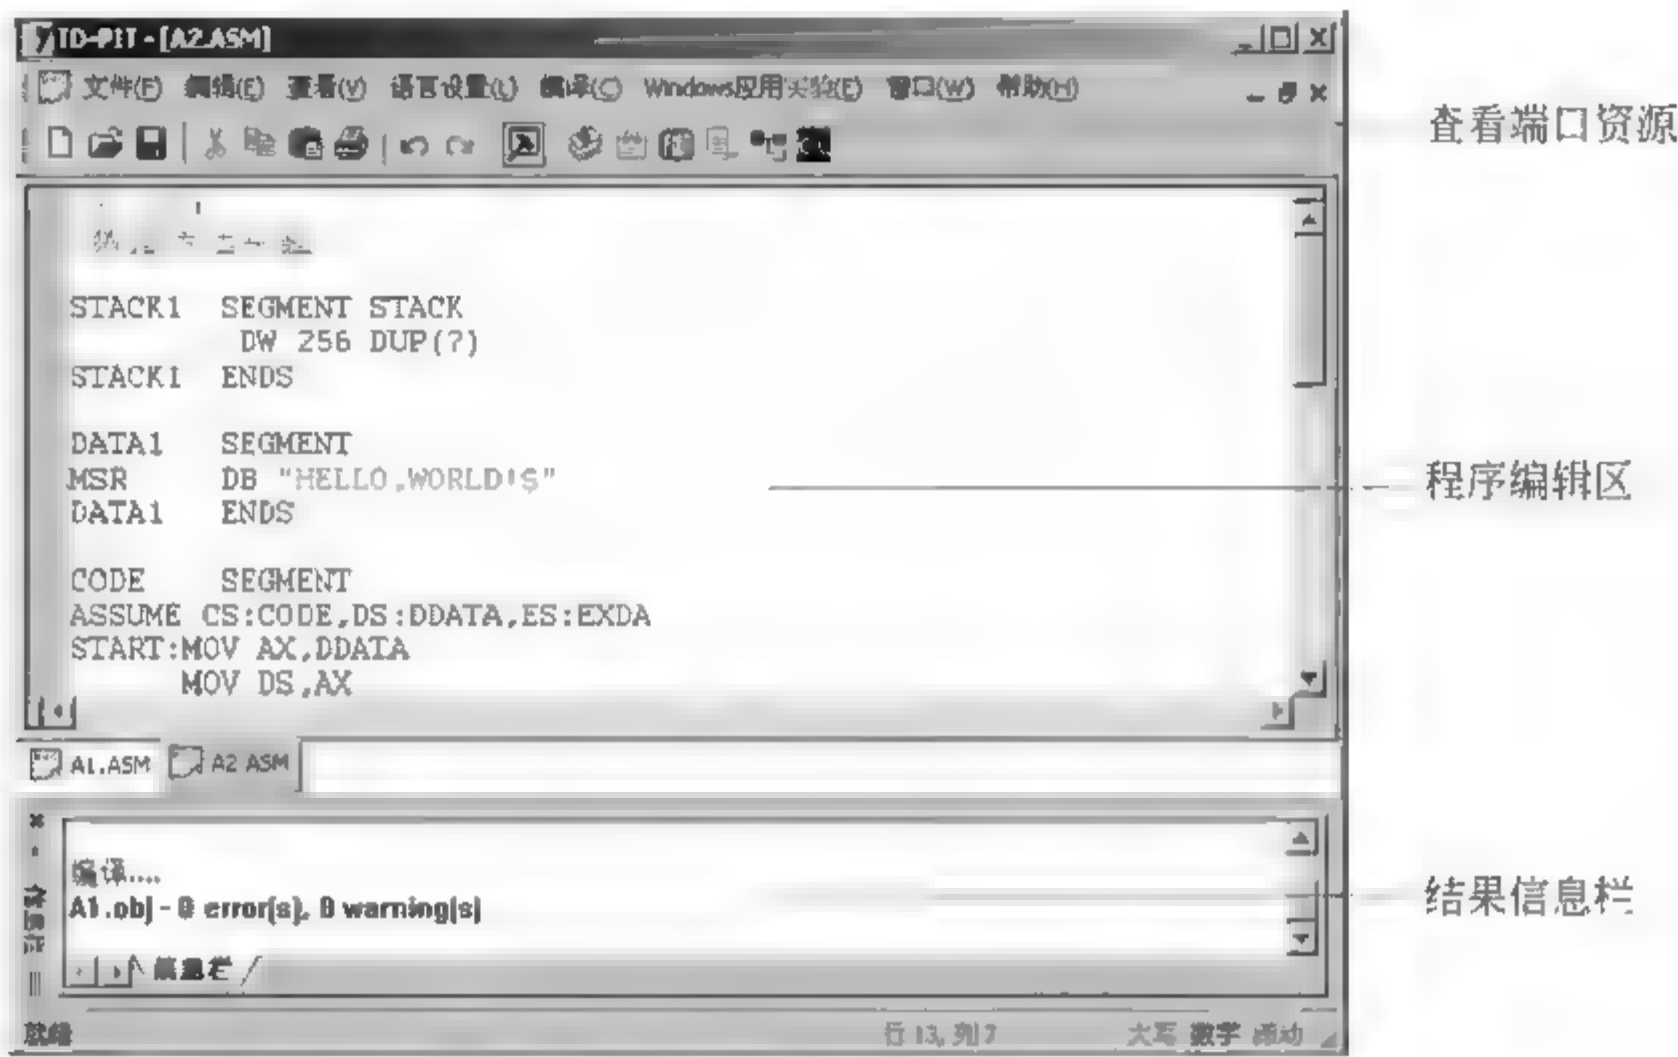 TD-PIT - [A2.ASM]
文件(F) 编辑(E) 查看(V) 语言设置(L) 编译(C) Windows应用实验(E) 窗口(W) 帮助(H)
查看端口资源
STACK1 SEGMENT STACK
DW 256 DUP(?)
STACK1 ENDS
DATA1 SEGMENT
MSR DB "HELLO,WORLD!$"
DATA1 ENDS
程序编辑区
CODE SEGMENT
ASSUME CS:CODE,DS:DDATA,ES:EXDA
START:MOV AX,DDATA
MOV DS,AX
A1.ASM A2 ASM
编译....
A1.obj - 0 error(s), 0 warning(s)
结果信息栏
信息栏
信息栏
就绪 行 13, 列 7 大写 数字 滚动